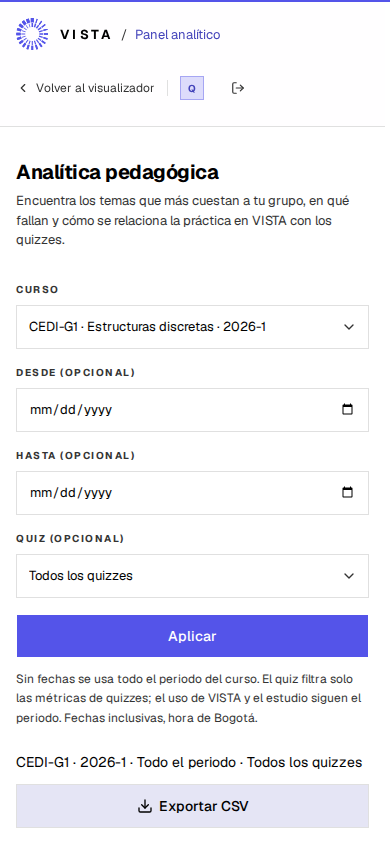 VISTA / Panel analítico
Volver al visualizador Q
Analítica pedagógica
Encuentra los temas que más cuestan a tu grupo, en qué
fallan y cómo se relaciona la práctica en VISTA con los
quizzes.
CURSO
CEDI-G1 · Estructuras discretas · 2026-1
DESDE (OPCIONAL)
mm/dd/yyyy
HASTA (OPCIONAL)
mm/dd/yyyy
QUIZ (OPCIONAL)
Todos los quizzes
Aplicar
Sin fechas se usa todo el periodo del curso. El quiz filtra solo
las métricas de quizzes; el uso de VISTA y el estudio siguen el
periodo. Fechas inclusivas, hora de Bogotá.
CEDI-G1 · 2026-1 · Todo el periodo · Todos los quizzes
Exportar CSV